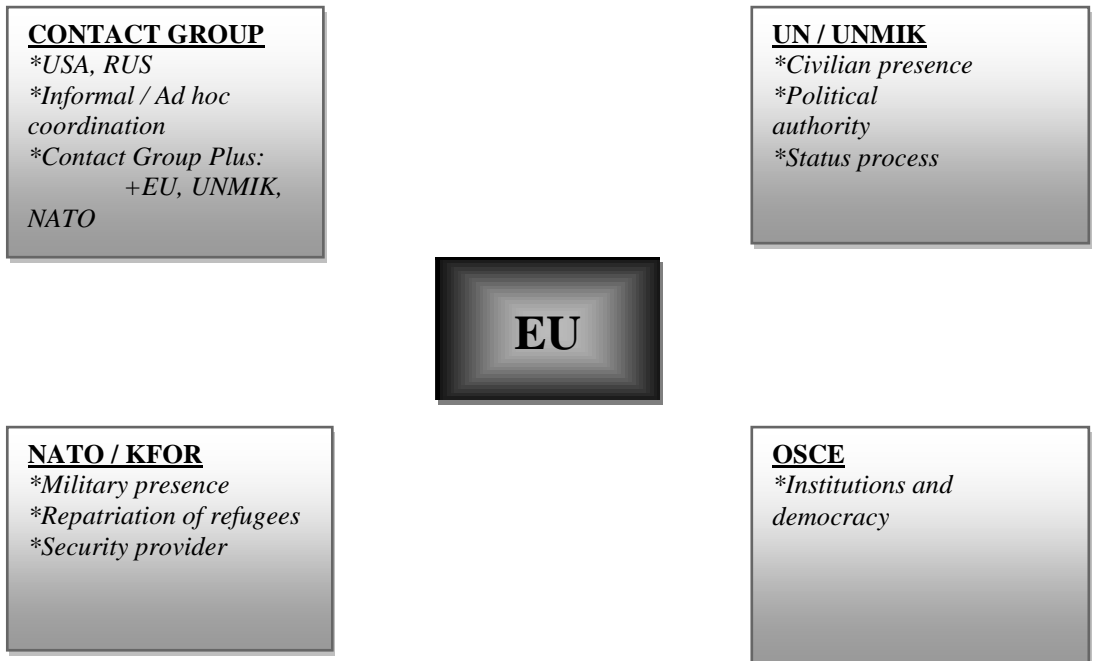 CONTACT GROUP
*USA, RUS
*Informal / Ad hoc
coordination
*Contact Group Plus:
+EU, UNMIK,
NATO
UN / UNMIK
*Civilian presence
*Political
authority
*Status process
EU
NATO / KFOR
*Military presence
*Repatriation of refugees
*Security provider
OSCE
*Institutions and
democracy